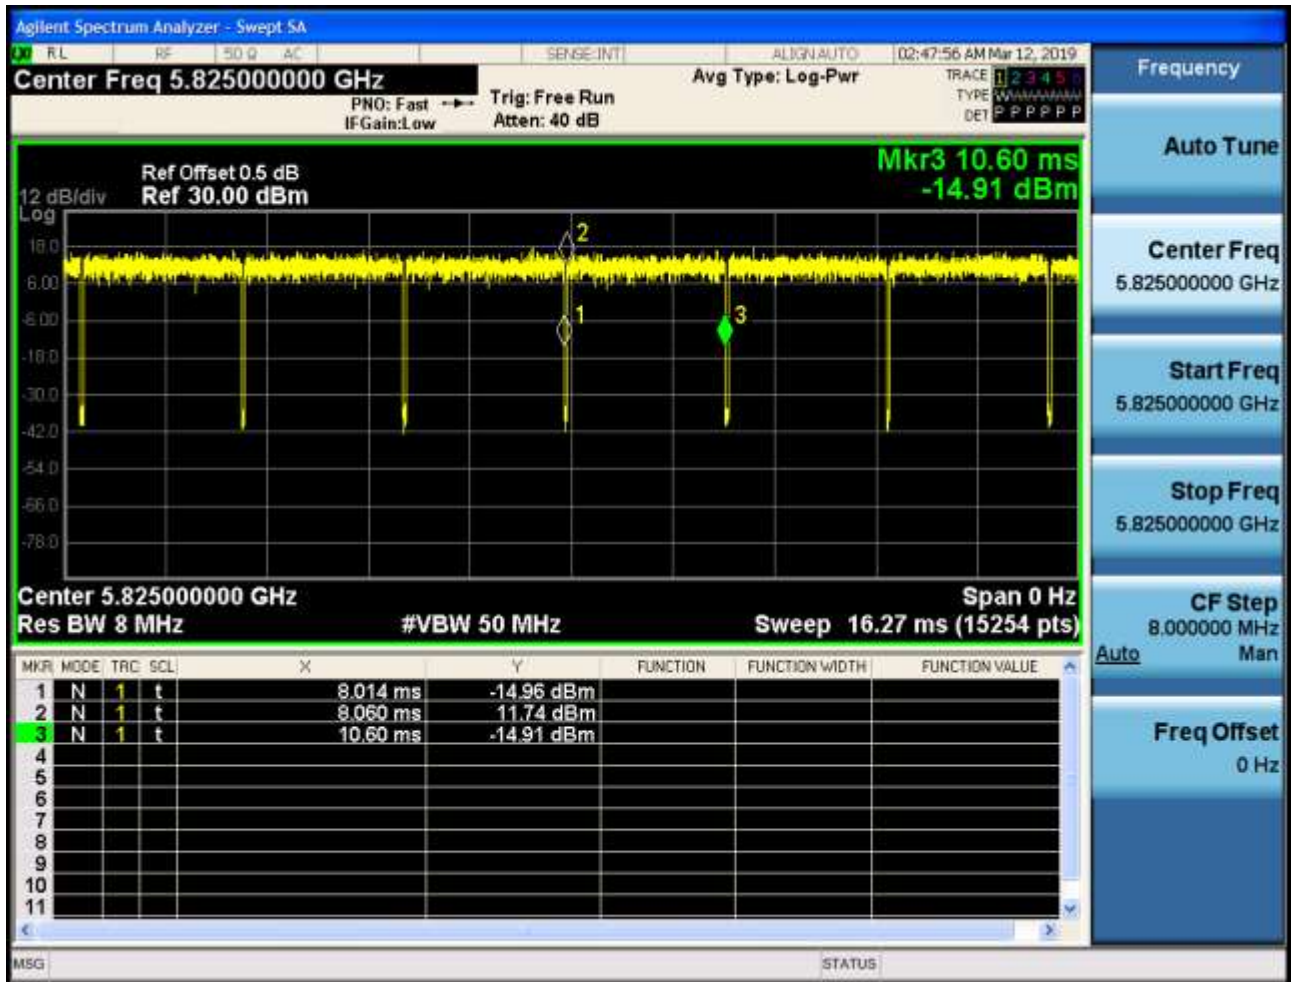 Agilent Spectrum Analyzer - Swept SA
RL RF 50 Ω AC SENSE:INT ALIGN AUTO 02:47:56 AM Mar 12, 2019
Center Freq 5.825000000 GHz
PNO: Fast
IFGain:Low
Trig: Free Run
Atten: 40 dB
Avg Type: Log-Pwr
TRACE 1 2 3 4 5 6
TYPE
DET P P P P P P
Mkr3 10.60 ms
-14.91 dBm
Ref Offset 0.5 dB
12 dB/div Ref 30.00 dBm
Log
18.0
6.00
-6.00
-18.0
-30.0
-42.0
-54.0
-66.0
-78.0
2
1
3
Center 5.825000000 GHz Span 0 Hz
Res BW 8 MHz #VBW 50 MHz Sweep 16.27 ms (15254 pts)
MKR MODE TRC SCL X Y FUNCTION FUNCTION WIDTH FUNCTION VALUE
1 N 1 t 8.014 ms -14.96 dBm
2 N 1 t 8.060 ms 11.74 dBm
3 N 1 t 10.60 ms -14.91 dBm
4
5
6
7
8
9
10
11
MSG STATUS
Frequency
Auto Tune
Center Freq
5.825000000 GHz
Start Freq
5.825000000 GHz
Stop Freq
5.825000000 GHz
CF Step
8.000000 MHz
Auto Man
Freq Offset
0 Hz